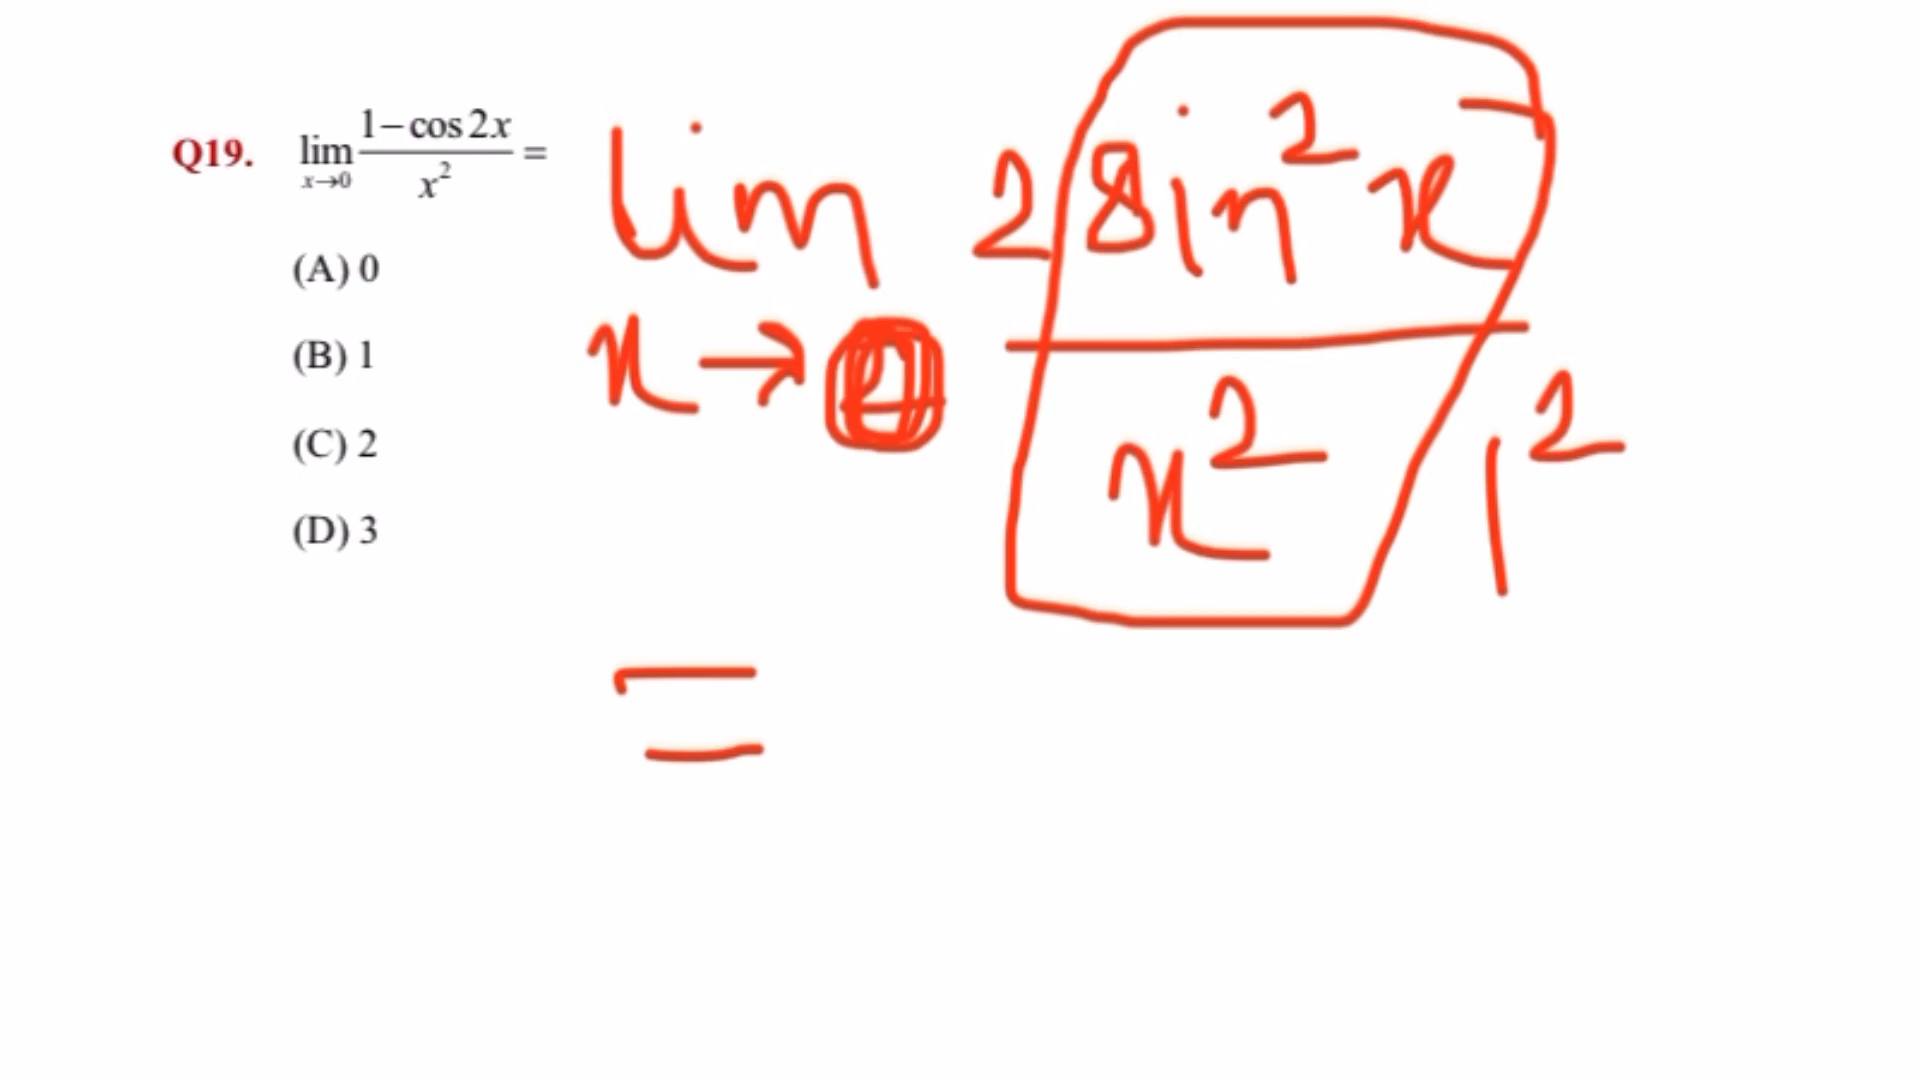 Q19. lim x→0 (1 − cos 2x)/x² =
(A) 0
(B) 1
(C) 2
(D) 3
lim x→0 2 sin²x / x²
1²
=